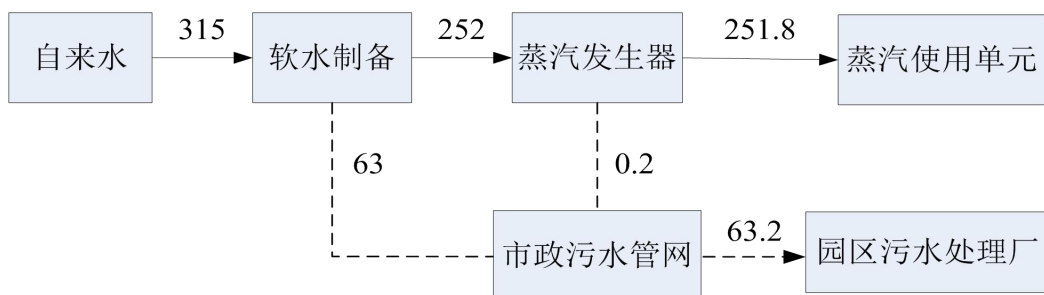 自来水
315
软水制备
252
蒸汽发生器
251.8
蒸汽使用单元
63
0.2
市政污水管网
63.2
园区污水处理厂